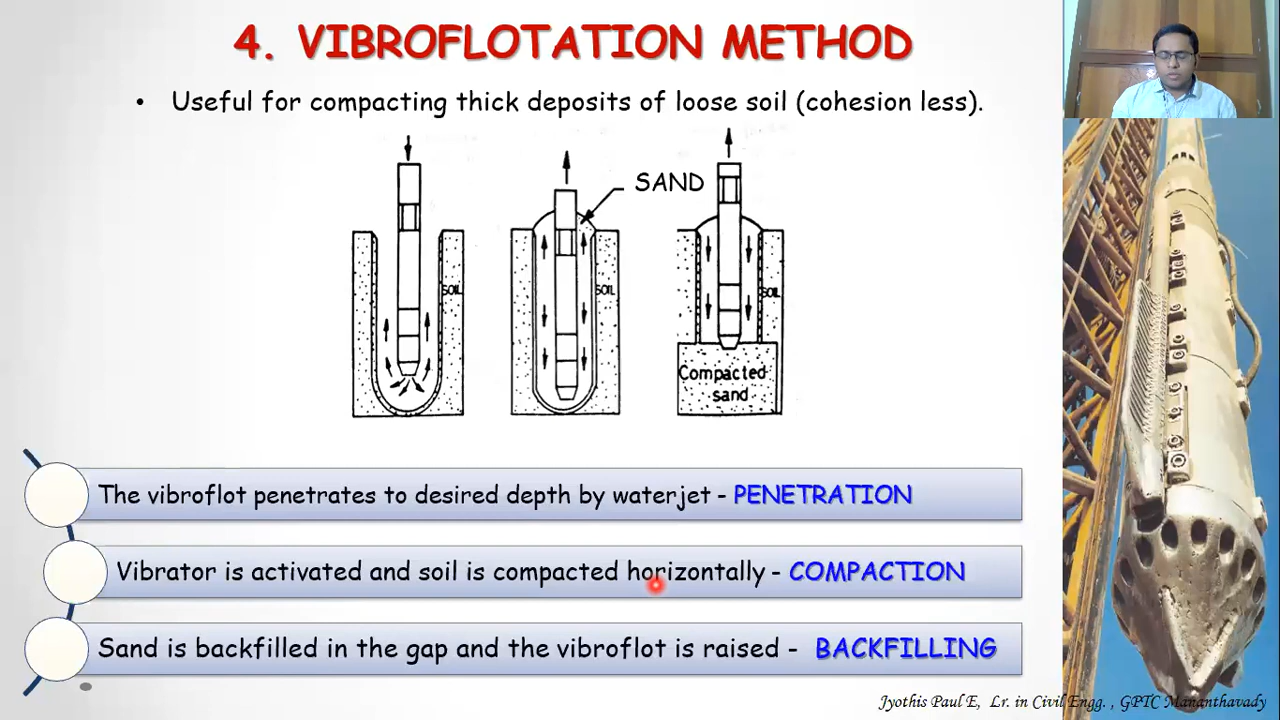 4. VIBROFLOTATION METHOD
• Useful for compacting thick deposits of loose soil (cohesion less).
SAND
SOIL
SOIL
SOIL
Compacted
sand
The vibroflot penetrates to desired depth by waterjet - PENETRATION
Vibrator is activated and soil is compacted horizontally - COMPACTION
Sand is backfilled in the gap and the vibroflot is raised - BACKFILLING
Jyothis Paul E, Lr. in Civil Engg. , GPTC Mananthavady